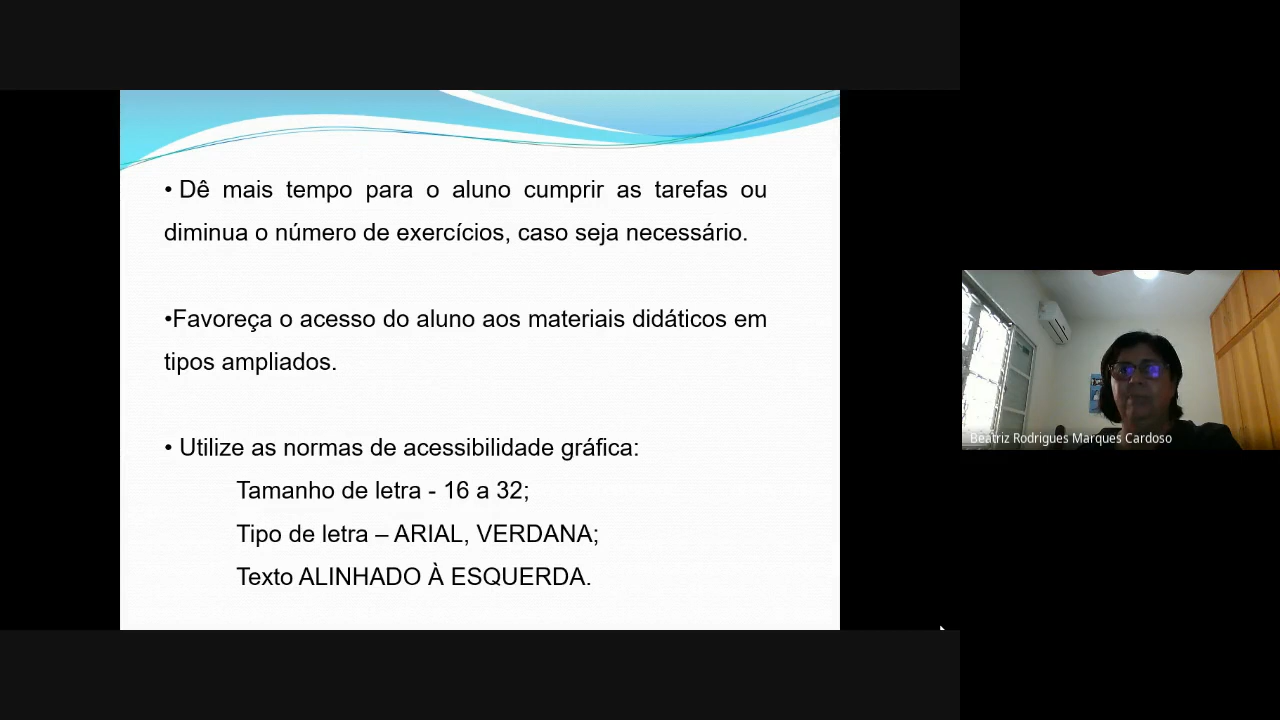 • Dê mais tempo para o aluno cumprir as tarefas ou
diminua o número de exercícios, caso seja necessário.
•Favoreça o acesso do aluno aos materiais didáticos em
tipos ampliados.
• Utilize as normas de acessibilidade gráfica:
Tamanho de letra - 16 a 32;
Tipo de letra – ARIAL, VERDANA;
Texto ALINHADO À ESQUERDA.
Beatriz Rodrigues Marques Cardoso